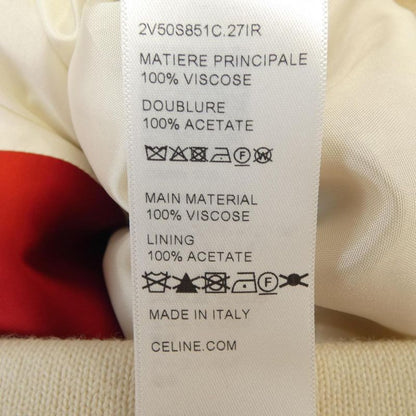 2V50S851C.27IR
MATIERE PRINCIPALE
100% VISCOSE
DOUBLURE
100% ACETATE
MAIN MATERIAL
100% VISCOSE
LINING
100% ACETATE
MADE IN ITALY
CELINE.COM